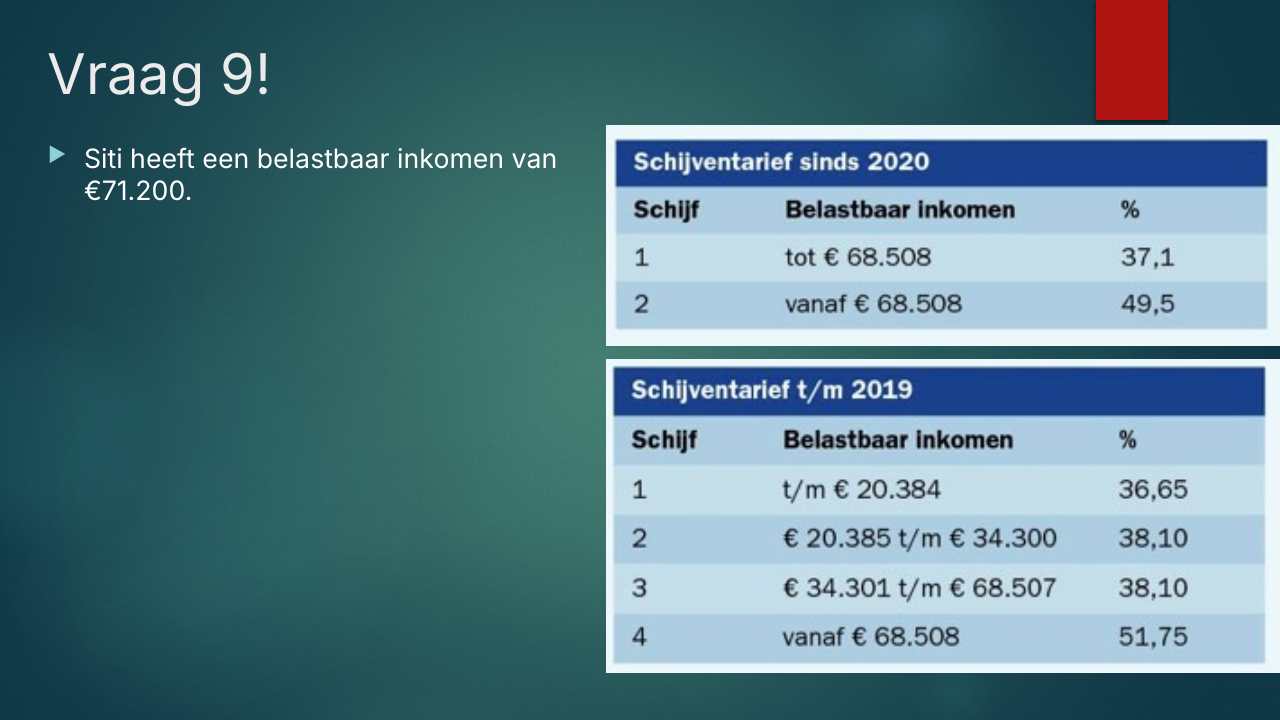 Vraag 9!
Siti heeft een belastbaar inkomen van
€71.200.
Schijventarief sinds 2020
Schijf Belastbaar inkomen %
1 tot € 68.508 37,1
2 vanaf € 68.508 49,5
Schijventarief t/m 2019
Schijf Belastbaar inkomen %
1 t/m € 20.384 36,65
2 € 20.385 t/m € 34.300 38,10
3 € 34.301 t/m € 68.507 38,10
4 vanaf € 68.508 51,75